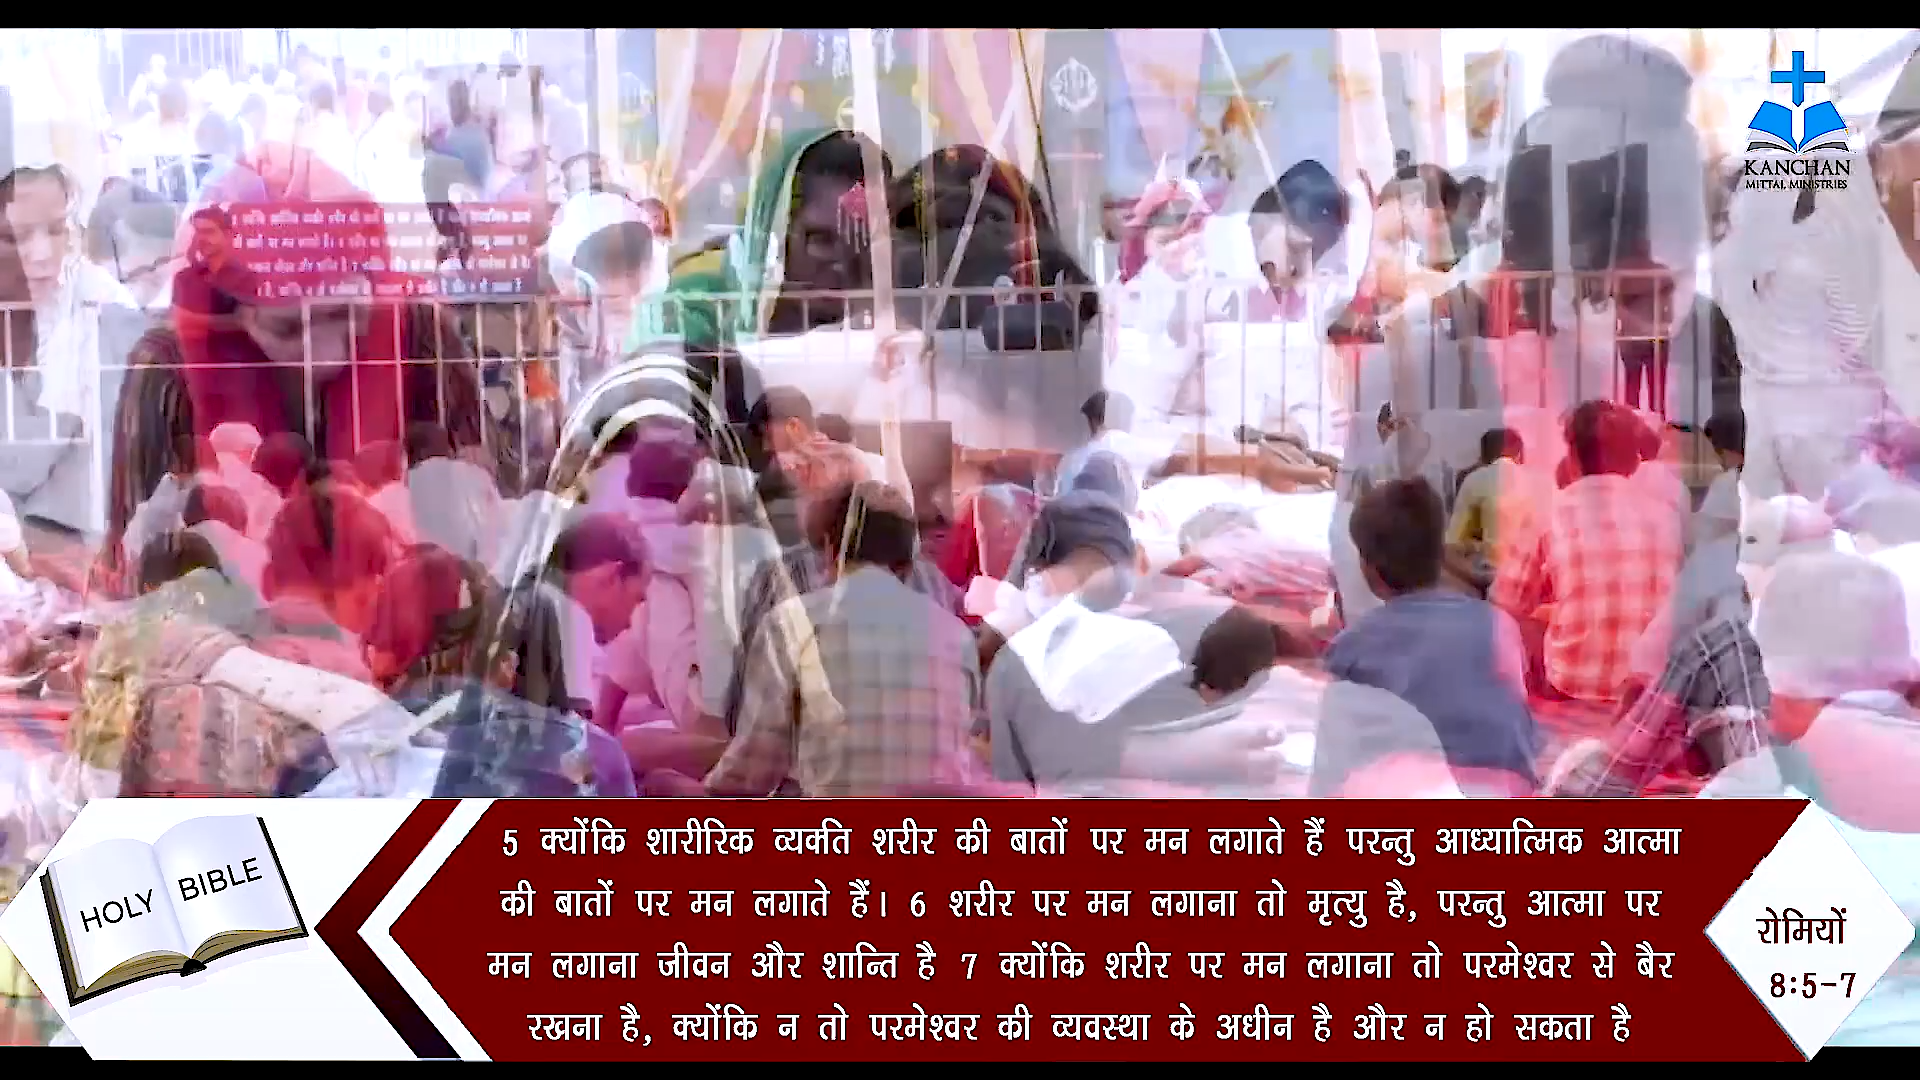 KANCHAN
MITTAL MINISTRIES
HOLY BIBLE
5 क्योंकि शारीरिक व्यक्ति शरीर की बातों पर मन लगाते हैं परन्तु आध्यात्मिक आत्मा
की बातों पर मन लगाते हैं। 6 शरीर पर मन लगाना तो मृत्यु है, परन्तु आत्मा पर
मन लगाना जीवन और शान्ति है 7 क्योंकि शरीर पर मन लगाना तो परमेश्वर से बैर
रखना है, क्योंकि न तो परमेश्वर की व्यवस्था के अधीन है और न हो सकता है
रोमियों
8:5-7